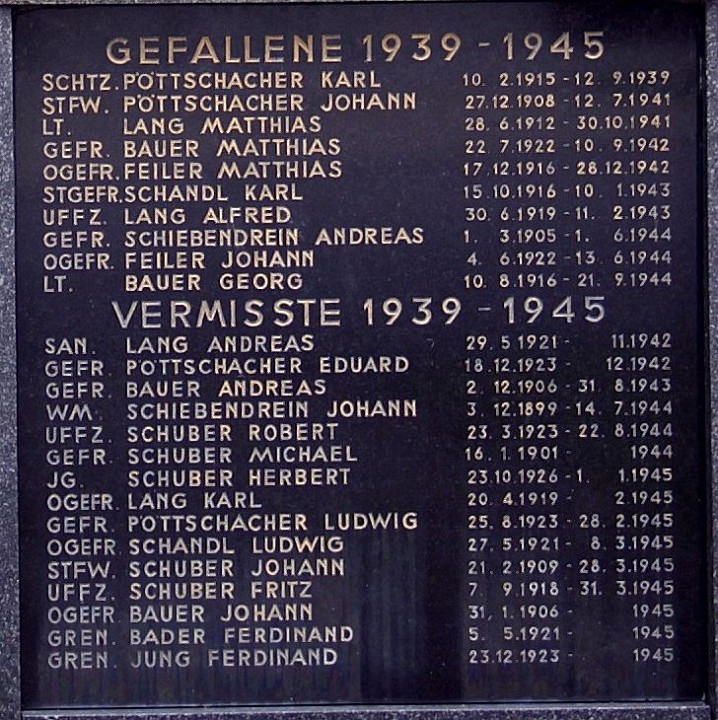 GEFALLENE 1939 - 1945
SCHTZ. PÖTTSCHACHER KARL 10. 2.1915 - 12. 9.1939
STFW. PÖTTSCHACHER JOHANN 27.12.1908 - 12. 7.1941
LT. LANG MATTHIAS 28. 6.1912 - 30.10.1941
GEFR. BAUER MATTHIAS 22. 7.1922 - 10. 9.1942
OGEFR. FEILER MATTHIAS 17.12.1916 - 28.12.1942
STGEFR. SCHANDL KARL 15.10.1916 - 10. 1.1943
UFFZ. LANG ALFRED 30. 6.1919 - 11. 2.1943
GEFR. SCHIEBENDREIN ANDREAS 1. 3.1905 - 1. 6.1944
OGEFR. FEILER JOHANN 4. 6.1922 - 13. 6.1944
LT. BAUER GEORG 10. 8.1916 - 21. 9.1944
VERMISSTE 1939 - 1945
SAN. LANG ANDREAS 29. 5.1921 - 11.1942
GEFR. PÖTTSCHACHER EDUARD 18.12.1923 - 12.1942
GEFR. BAUER ANDREAS 2. 12.1906 - 31. 8.1943
WM. SCHIEBENDREIN JOHANN 3. 12.1899 - 14. 7.1944
UFFZ. SCHUBER ROBERT 23. 3.1923 - 22. 8.1944
GEFR. SCHUBER MICHAEL 16. 1. 1901 - 1944
JG. SCHUBER HERBERT 23.10.1926 - 1. 1.1945
OGEFR. LANG KARL 20. 4.1919 - 2.1945
GEFR. PÖTTSCHACHER LUDWIG 25. 8.1923 - 28. 2.1945
OGEFR. SCHANDL LUDWIG 27. 5.1921 - 8. 3.1945
STFW. SCHUBER JOHANN 21. 2.1909 - 28. 3.1945
UFFZ. SCHUBER FRITZ 7. 9.1918 - 31. 3.1945
OGEFR. BAUER JOHANN 31. 1. 1906 - 1945
GREN. BADER FERDINAND 5. 5.1921 - 1945
GREN. JUNG FERDINAND 23.12.1923 - 1945